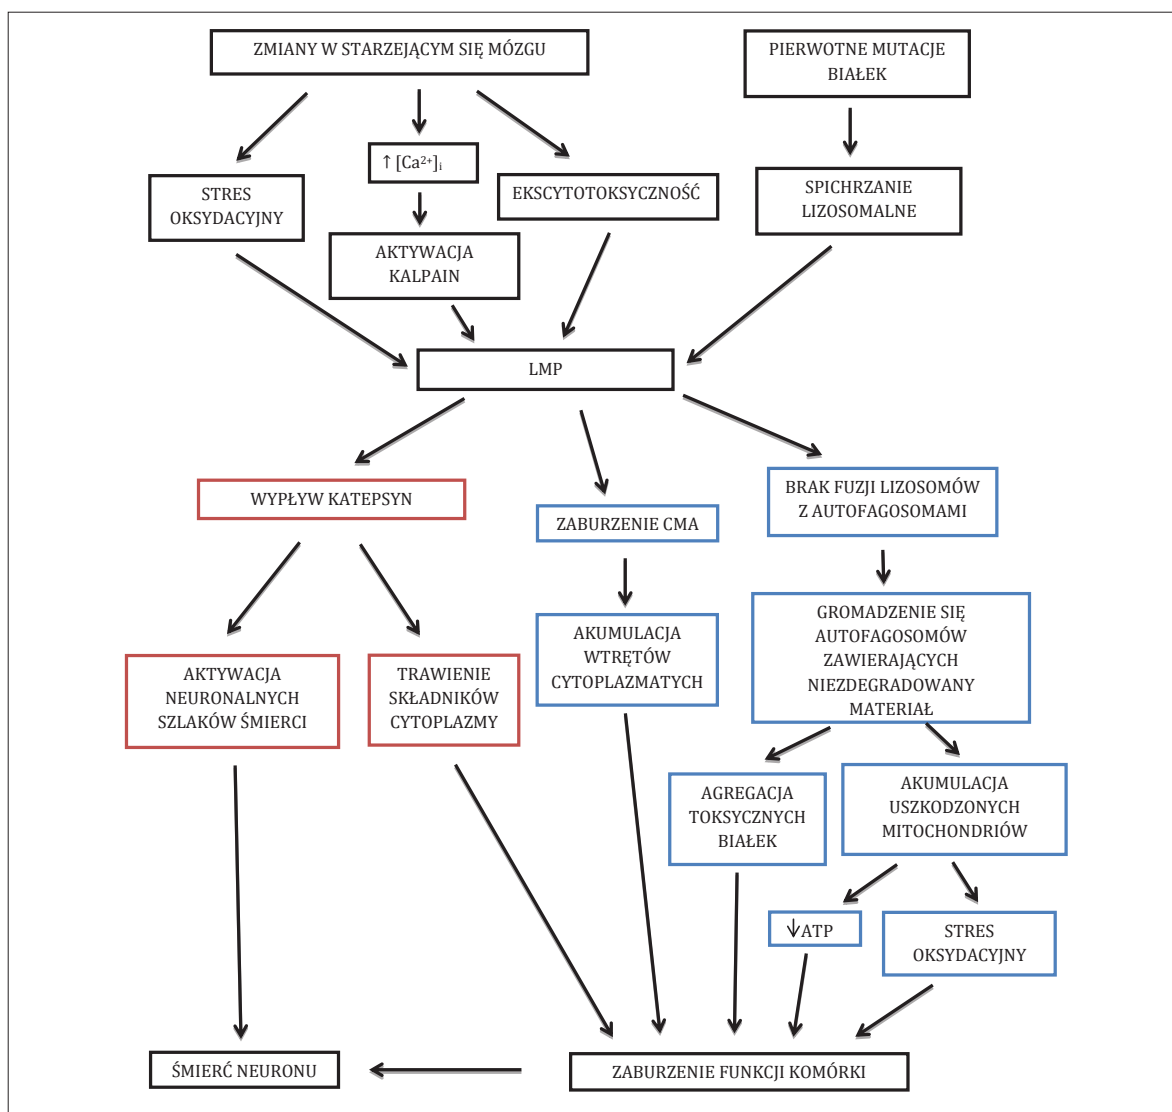 ZMIANY W STARZEJĄCYM SIĘ MÓZGU
PIERWOTNE MUTACJE
BIAŁEK
↑ [Ca²⁺]ᵢ
STRES
OKSYDACYJNY
EKSCYTOTOKSYCZNOŚĆ
SPICHRZANIE
LIZOSOMALNE
AKTYWACJA
KALPAIN
LMP
WYPŁYW KATEPSYN
ZABURZENIE CMA
BRAK FUZJI LIZOSOMÓW
Z AUTOFAGOSOMAMI
AKTYWACJA
NEURONALNYCH
SZLAKÓW ŚMIERCI
TRAWIENIE
SKŁADNIKÓW
CYTOPLAZMY
AKUMULACJA
WTRĘTÓW
CYTOPLAZMATYCH
GROMADZENIE SIĘ
AUTOFAGOSOMÓW
ZAWIERAJĄCYCH
NIEZDEGRADOWANY
MATERIAŁ
AGREGACJA
TOKSYCZNYCH
BIAŁEK
AKUMULACJA
USZKODZONYCH
MITOCHONDRIÓW
↓ATP
STRES
OKSYDACYJNY
ŚMIERĆ NEURONU
ZABURZENIE FUNKCJI KOMÓRKI